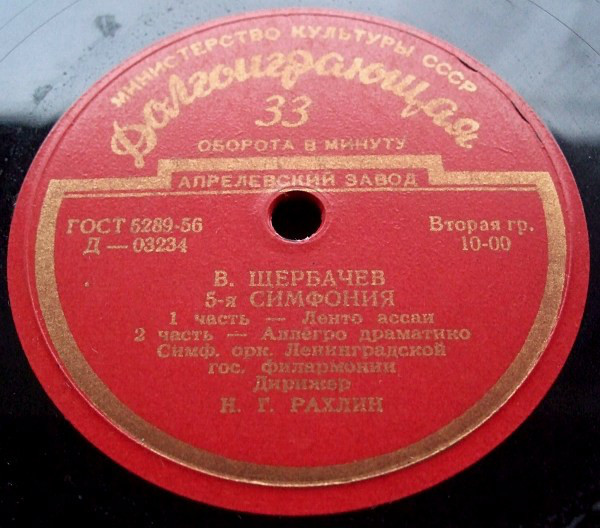 МИНИСТЕРСТВО КУЛЬТУРЫ СССР
Долгоиграющая
33
ОБОРОТА В МИНУТУ
АПРЕЛЕВСКИЙ ЗАВОД
ГОСТ 5289-56
Д — 03234
Вторая гр.
10-00
В. ЩЕРБАЧЕВ
5-я СИМФОНИЯ
1 часть — Ленто ассаи
2 часть — Аллегро драматико
Симф. орк. Ленинградской
гос. филармонии
Дирижер
Н. Г. РАХЛИН